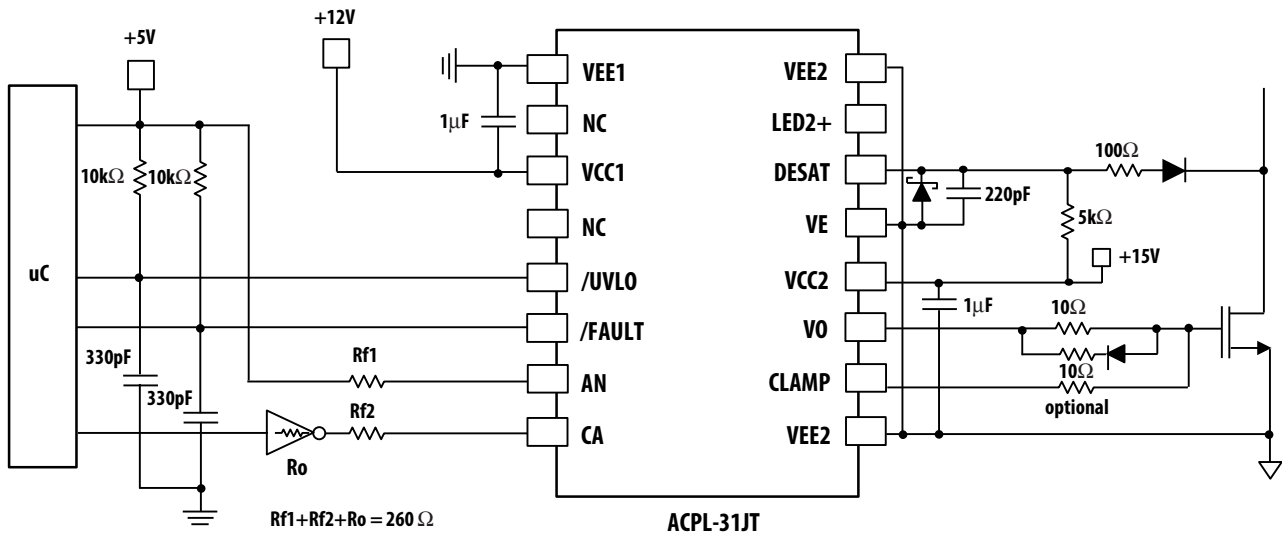 +12V
+5V
VEE1
VEE2
1μF
NC
LED2+
100Ω
10kΩ
10kΩ
VCC1
DESAT
220pF
5kΩ
NC
VE
uC
+15V
/UVLO
VCC2
1μF
10Ω
/FAULT
VO
330pF
330pF
Rf1
AN
CLAMP
10Ω
optional
Rf2
CA
VEE2
Ro
Rf1+Rf2+Ro = 260 Ω
ACPL-31JT